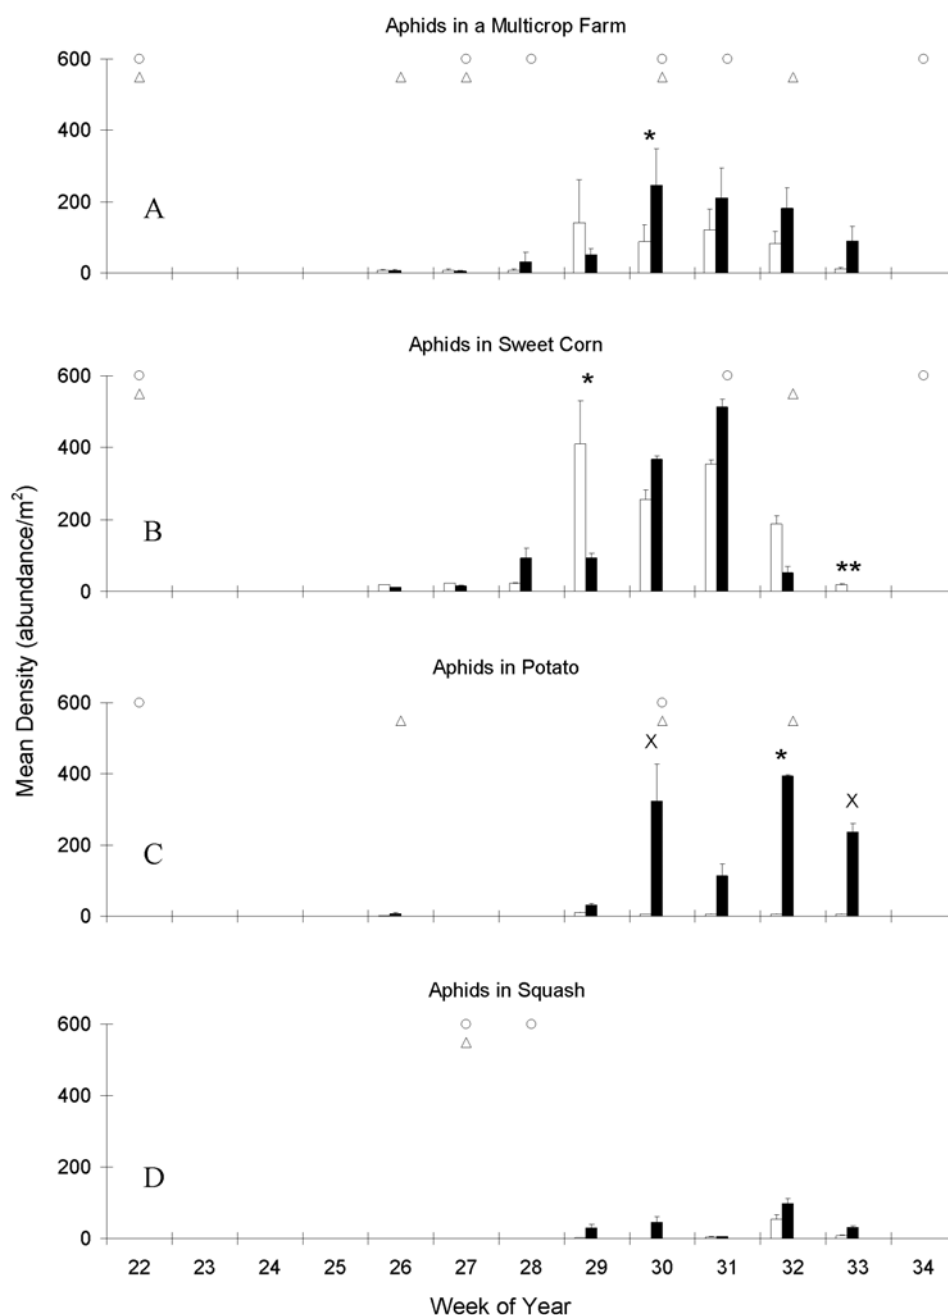 Aphids in a Multicrop Farm
600
400
*
200
A
0
Aphids in Sweet Corn
600
*
400
200
B
**
0
Aphids in Potato
600
X
*
400
X
200
C
0
Aphids in Squash
600
400
200
D
0
22 23 24 25 26 27 28 29 30 31 32 33 34
Week of Year
Mean Density (abundance/m²)